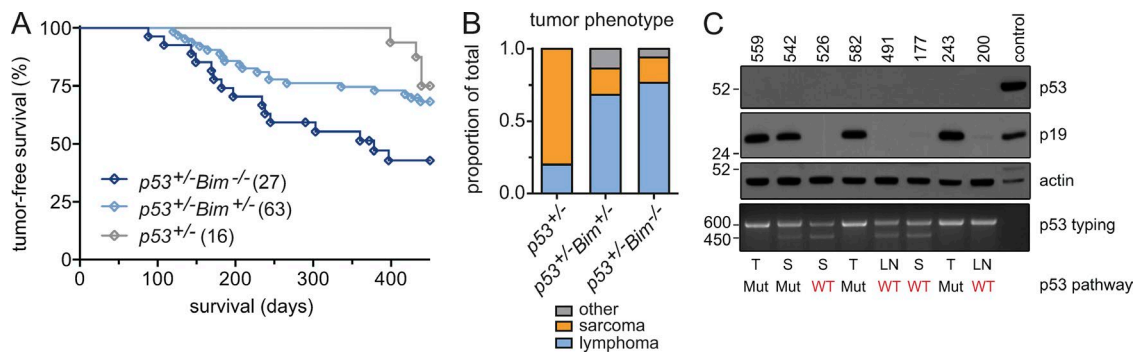 A
tumor-free survival (%)
100
75
50
25
0
0 100 200 300 400
survival (days)
p53+/-Bim-/- (27)
p53+/-Bim+/- (63)
p53+/- (16)
B
tumor phenotype
proportion of total
1.0
0.5
0.0
p53+/-
p53+/-Bim+/-
p53+/-Bim-/-
other
sarcoma
lymphoma
C
559 542 526 582 491 177 243 200 control
52 p53
p19
24
52 actin
600 p53 typing
450
T S S T LN S T LN
Mut Mut WT Mut WT WT Mut WT p53 pathway